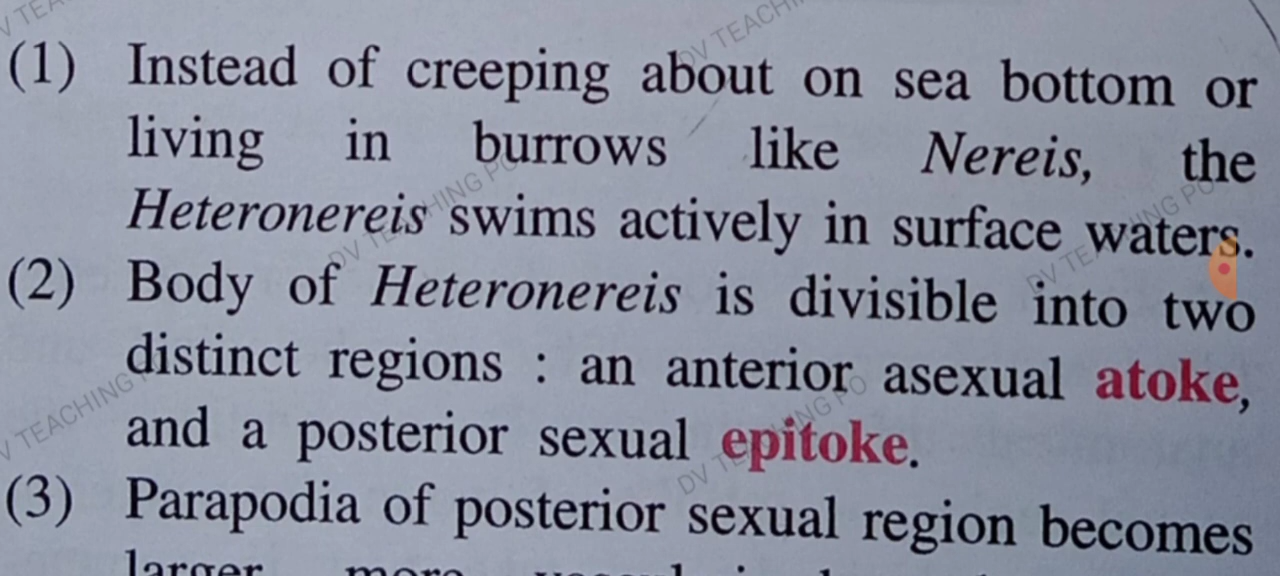 (1) Instead of creeping about on sea bottom or
living in burrows like Nereis, the
Heteronereis swims actively in surface waters.
(2) Body of Heteronereis is divisible into two
distinct regions : an anterior asexual atoke,
and a posterior sexual epitoke.
(3) Parapodia of posterior sexual region becomes
larger more